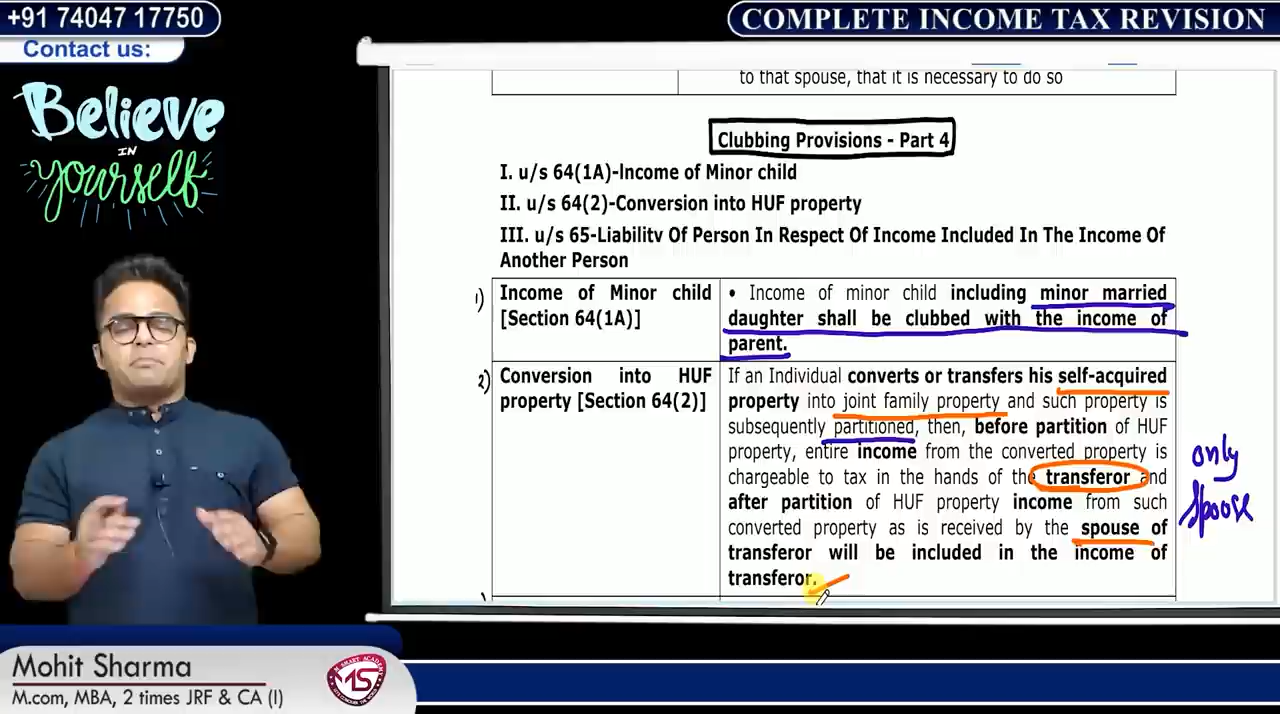 +91 74047 17750
Contact us:
COMPLETE INCOME TAX REVISION
Believe
IN
yourself
to that spouse, that it is necessary to do so
Clubbing Provisions - Part 4
I. u/s 64(1A)-Income of Minor child
II. u/s 64(2)-Conversion into HUF property
III. u/s 65-Liability Of Person In Respect Of Income Included In The Income Of
Another Person
1)
Income of Minor child
[Section 64(1A)]
• Income of minor child including minor married
daughter shall be clubbed with the income of
parent.
2)
Conversion into HUF
property [Section 64(2)]
If an Individual converts or transfers his self-acquired
property into joint family property and such property is
subsequently partitioned, then, before partition of HUF
property, entire income from the converted property is
chargeable to tax in the hands of the transferor and
after partition of HUF property income from such
converted property as is received by the spouse of
transferor will be included in the income of
transferor.
only
spouse
Mohit Sharma
M.com, MBA, 2 times JRF & CA (I)
MS